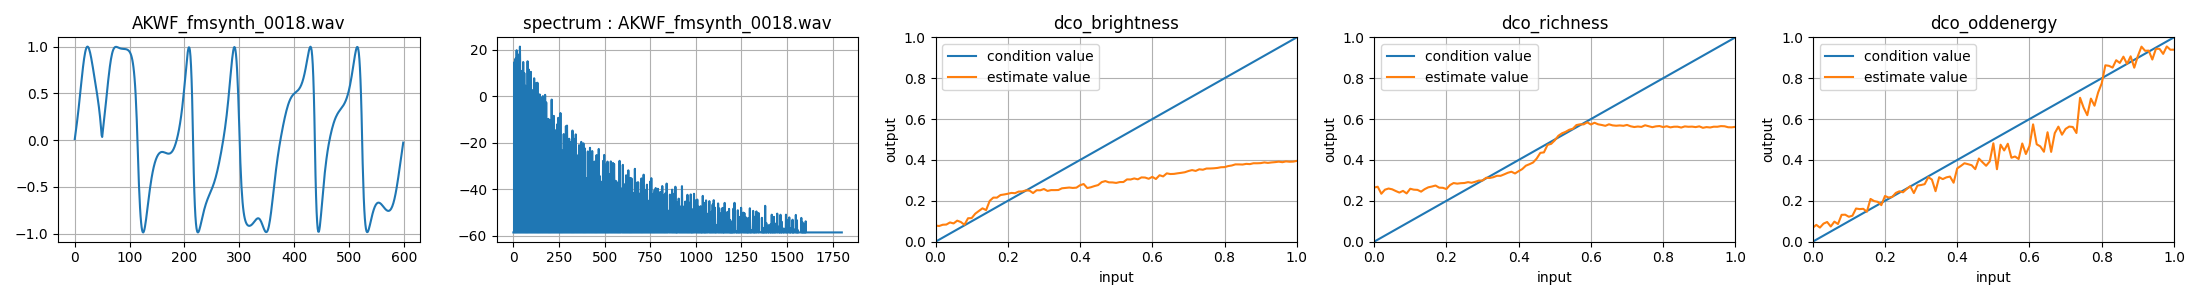 AKWF_fmsynth_0018.wav
1.0
0.5
0.0
−0.5
−1.0
0 100 200 300 400 500 600
spectrum : AKWF_fmsynth_0018.wav
20
0
−20
−40
−60
0 250 500 750 1000 1250 1500 1750
dco_brightness
condition value
estimate value
output
1.0
0.8
0.6
0.4
0.2
0.0
0.0 0.2 0.4 0.6 0.8 1.0
input
dco_richness
condition value
estimate value
output
1.0
0.8
0.6
0.4
0.2
0.0
0.0 0.2 0.4 0.6 0.8 1.0
input
dco_oddenergy
condition value
estimate value
output
1.0
0.8
0.6
0.4
0.2
0.0
0.0 0.2 0.4 0.6 0.8 1.0
input